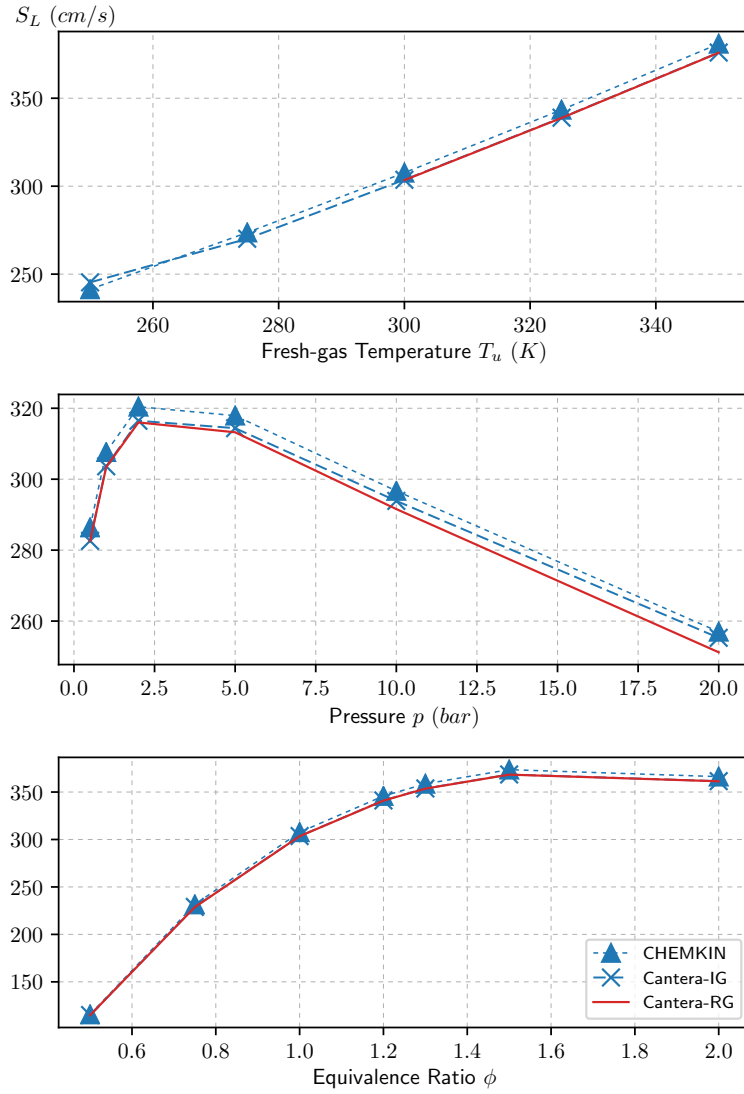 S_L (cm/s)
350
300
250
260 280 300 320 340
Fresh-gas Temperature T_u (K)
320
300
280
260
0.0 2.5 5.0 7.5 10.0 12.5 15.0 17.5 20.0
Pressure p (bar)
350
300
250
200
150
CHEMKIN
Cantera-IG
Cantera-RG
0.6 0.8 1.0 1.2 1.4 1.6 1.8 2.0
Equivalence Ratio ϕ